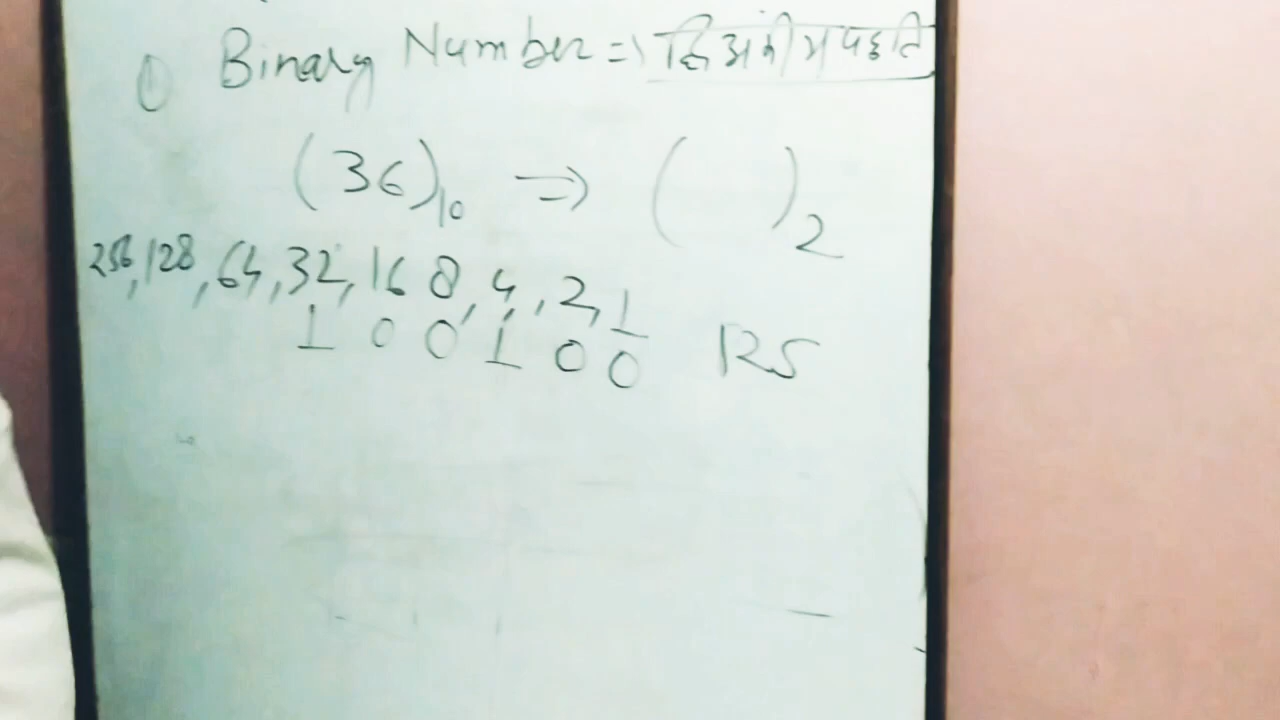 ① Binary Number => द्विअंगी य पद्धति
(36)10 => ( )2
256, 128, 64, 32, 16 8, 4, 2, 1
1 0 0 1 0 0 125